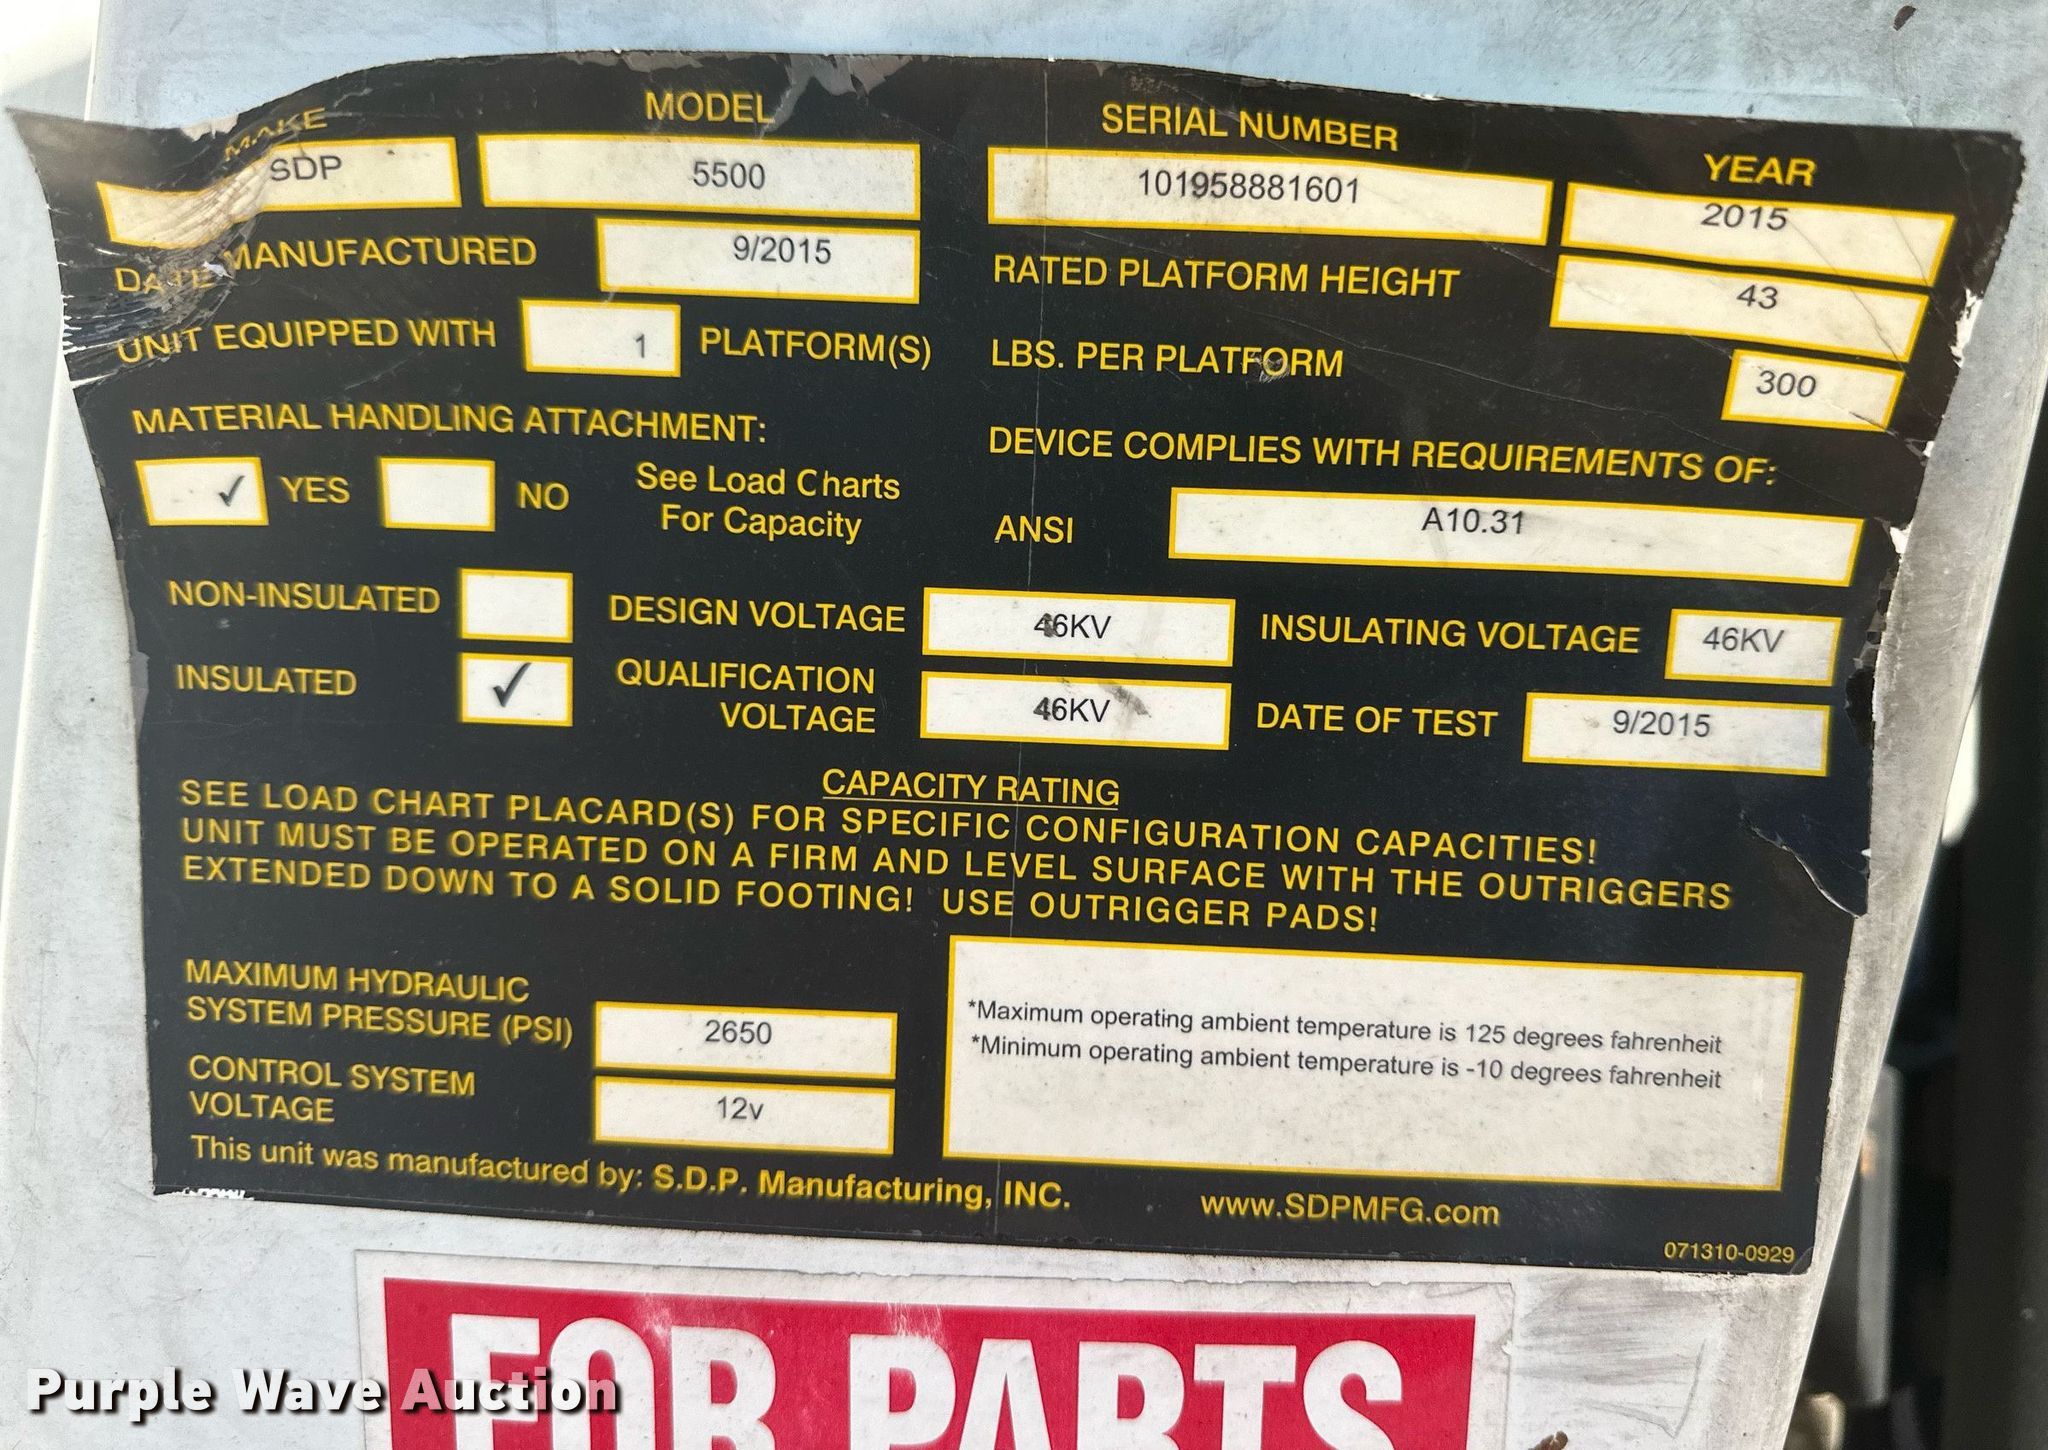 MAKE MODEL SERIAL NUMBER YEAR
SDP 5500 101958881601 2015
DATE MANUFACTURED 9/2015 RATED PLATFORM HEIGHT 43
UNIT EQUIPPED WITH 1 PLATFORM(S) LBS. PER PLATFORM 300
MATERIAL HANDLING ATTACHMENT: DEVICE COMPLIES WITH REQUIREMENTS OF:
✓ YES NO See Load Charts
For Capacity
ANSI A10.31
NON-INSULATED DESIGN VOLTAGE 46KV INSULATING VOLTAGE 46KV
INSULATED ✓ QUALIFICATION
VOLTAGE 46KV DATE OF TEST 9/2015
CAPACITY RATING
SEE LOAD CHART PLACARD(S) FOR SPECIFIC CONFIGURATION CAPACITIES!
UNIT MUST BE OPERATED ON A FIRM AND LEVEL SURFACE WITH THE OUTRIGGERS
EXTENDED DOWN TO A SOLID FOOTING! USE OUTRIGGER PADS!
MAXIMUM HYDRAULIC
SYSTEM PRESSURE (PSI) 2650
CONTROL SYSTEM
VOLTAGE 12v
*Maximum operating ambient temperature is 125 degrees fahrenheit
*Minimum operating ambient temperature is -10 degrees fahrenheit
This unit was manufactured by: S.D.P. Manufacturing, INC. www.SDPMFG.com
071310-0929
FOR PARTS
Purple Wave Auction